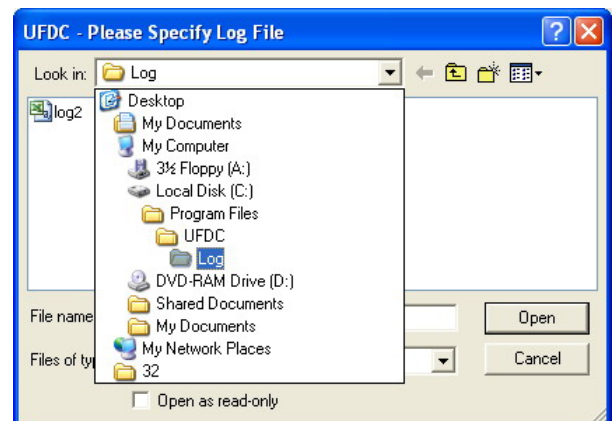 UFDC - Please Specify Log File
Look in: Log
log2
Desktop
My Documents
My Computer
3½ Floppy (A:)
Local Disk (C:)
Program Files
UFDC
Log
DVD-RAM Drive (D:)
Shared Documents
My Documents
My Network Places
32
File name
Open
Files of ty
Cancel
Open as read-only